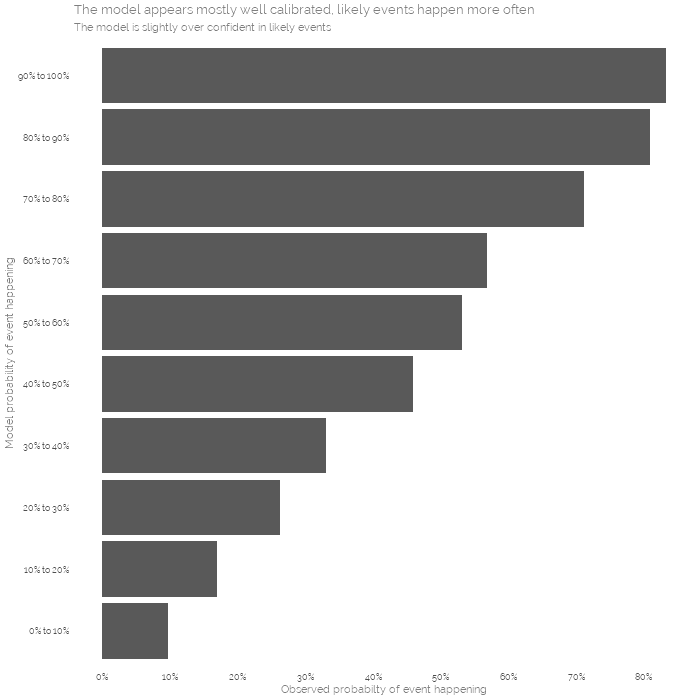 The model appears mostly well calibrated, likely events happen more often
The model is slightly over confident in likely events
Model probability of event happening
90% to 100%
80% to 90%
70% to 80%
60% to 70%
50% to 60%
40% to 50%
30% to 40%
20% to 30%
10% to 20%
0% to 10%
0% 10% 20% 30% 40% 50% 60% 70% 80%
Observed probabilty of event happening